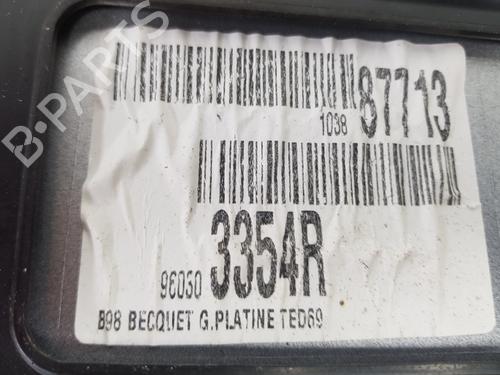 B-PARTS
1038 87713
96030 3354R
B98 BECQUET G.PLATINE TED69